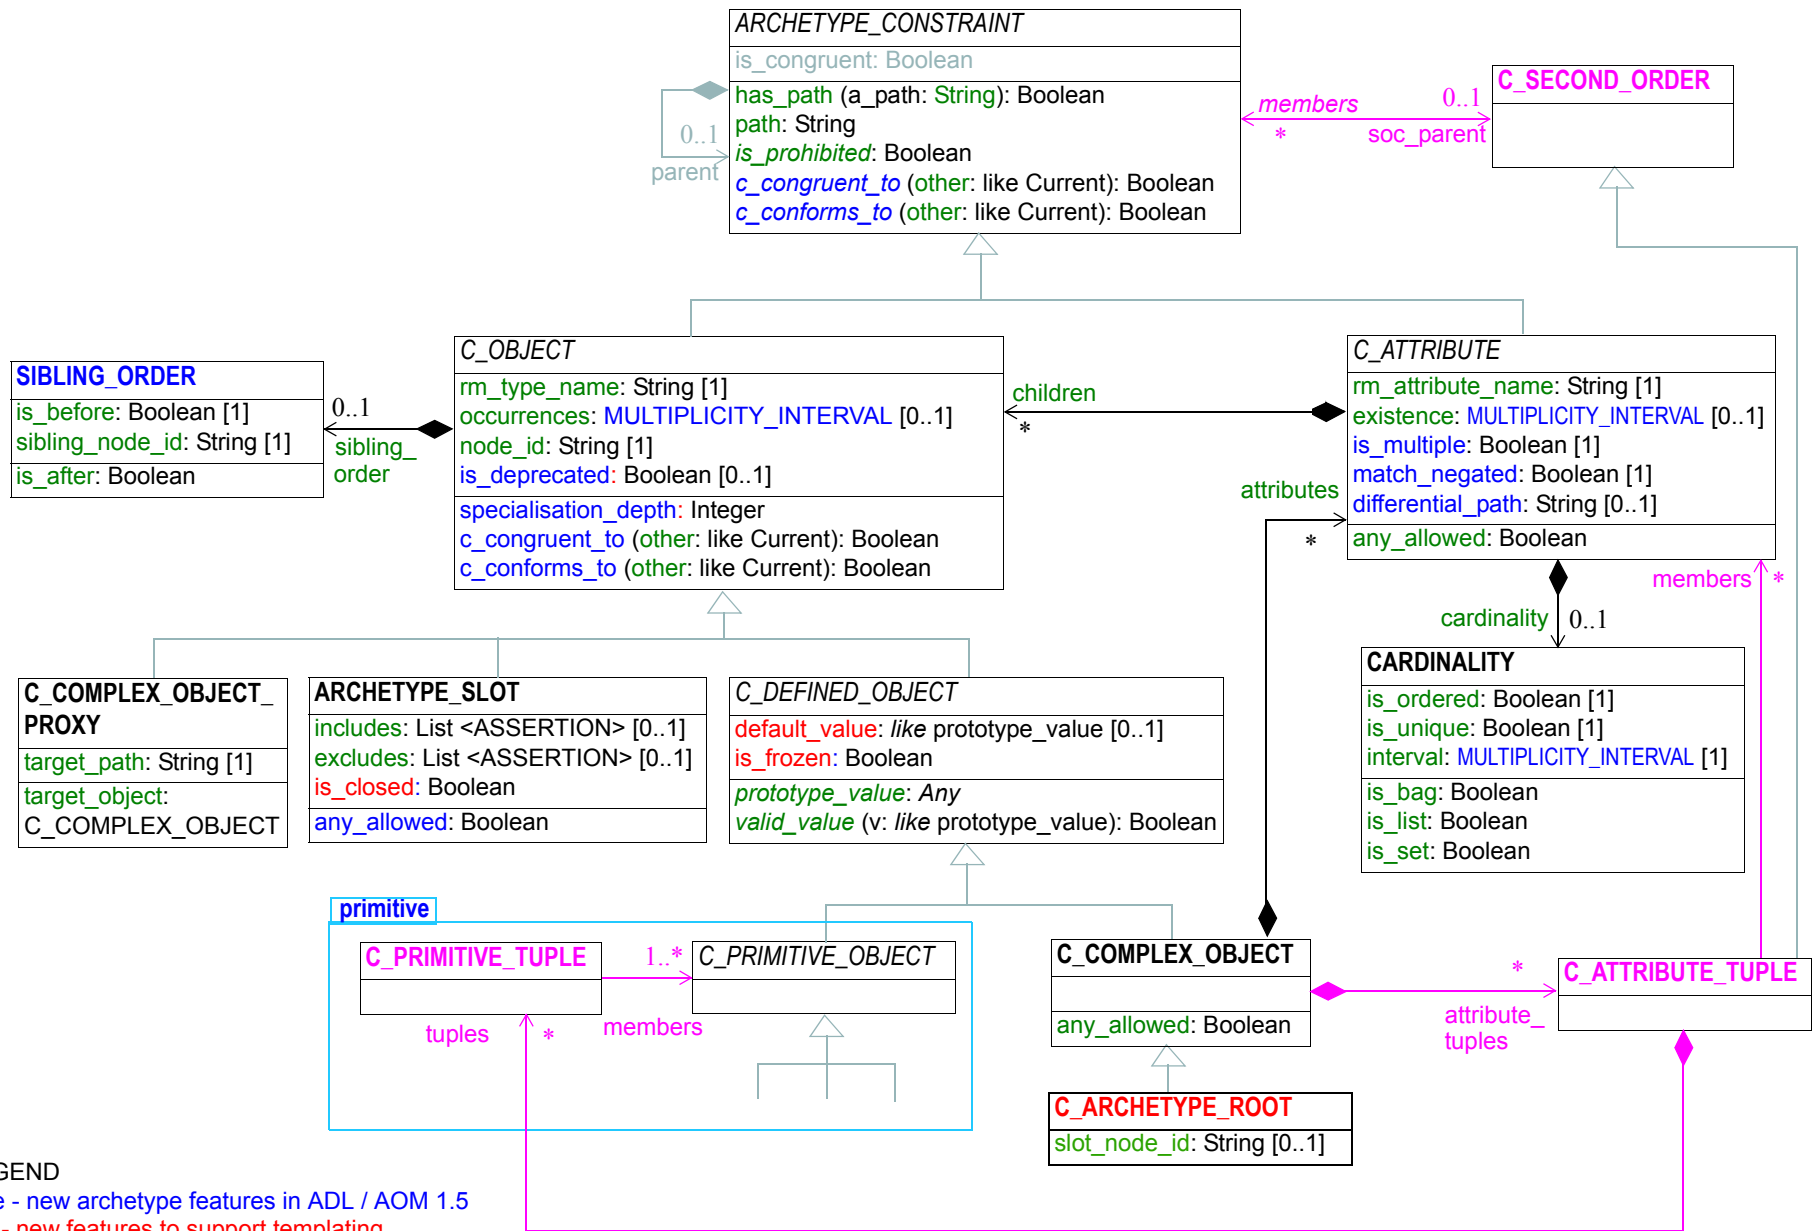 ARCHETYPE_CONSTRAINT
is_congruent: Boolean
has_path (a_path: String): Boolean
path: String
is_prohibited: Boolean
c_congruent_to (other: like Current): Boolean
c_conforms_to (other: like Current): Boolean
0..1
parent
members
*
0..1
soc_parent
C_SECOND_ORDER
SIBLING_ORDER
is_before: Boolean [1]
sibling_node_id: String [1]
is_after: Boolean
0..1
sibling_
order
C_OBJECT
rm_type_name: String [1]
occurrences: MULTIPLICITY_INTERVAL [0..1]
node_id: String [1]
is_deprecated: Boolean [0..1]
specialisation_depth: Integer
c_congruent_to (other: like Current): Boolean
c_conforms_to (other: like Current): Boolean
children
*
attributes
*
C_ATTRIBUTE
rm_attribute_name: String [1]
existence: MULTIPLICITY_INTERVAL [0..1]
is_multiple: Boolean [1]
match_negated: Boolean [1]
differential_path: String [0..1]
any_allowed: Boolean
members *
cardinality 0..1
C_COMPLEX_OBJECT_
PROXY
target_path: String [1]
target_object:
C_COMPLEX_OBJECT
ARCHETYPE_SLOT
includes: List <ASSERTION> [0..1]
excludes: List <ASSERTION> [0..1]
is_closed: Boolean
any_allowed: Boolean
C_DEFINED_OBJECT
default_value: like prototype_value [0..1]
is_frozen: Boolean
prototype_value: Any
valid_value (v: like prototype_value): Boolean
CARDINALITY
is_ordered: Boolean [1]
is_unique: Boolean [1]
interval: MULTIPLICITY_INTERVAL [1]
is_bag: Boolean
is_list: Boolean
is_set: Boolean
primitive
C_PRIMITIVE_TUPLE
1..*
members
C_PRIMITIVE_OBJECT
tuples *
C_COMPLEX_OBJECT
any_allowed: Boolean
*
attribute_
tuples
C_ATTRIBUTE_TUPLE
C_ARCHETYPE_ROOT
slot_node_id: String [0..1]
GEND
e - new archetype features in ADL / AOM 1.5
- new features to support templating